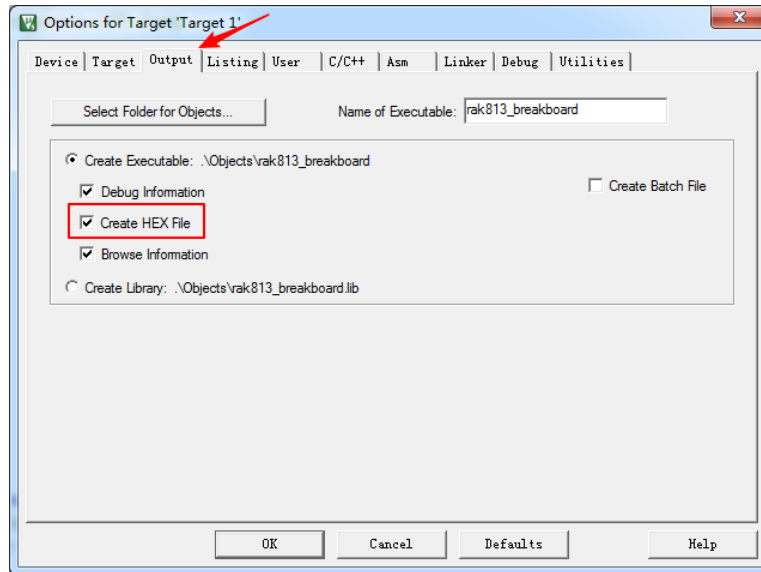 Options for Target 'Target 1'
Device Target Output Listing User C/C++ Asm Linker Debug Utilities
Select Folder for Objects... Name of Executable: rak813_breakboard
Create Executable: .\Objects\rak813_breakboard
Debug Information Create Batch File
Create HEX File
Browse Information
Create Library: .\Objects\rak813_breakboard.lib
OK Cancel Defaults Help